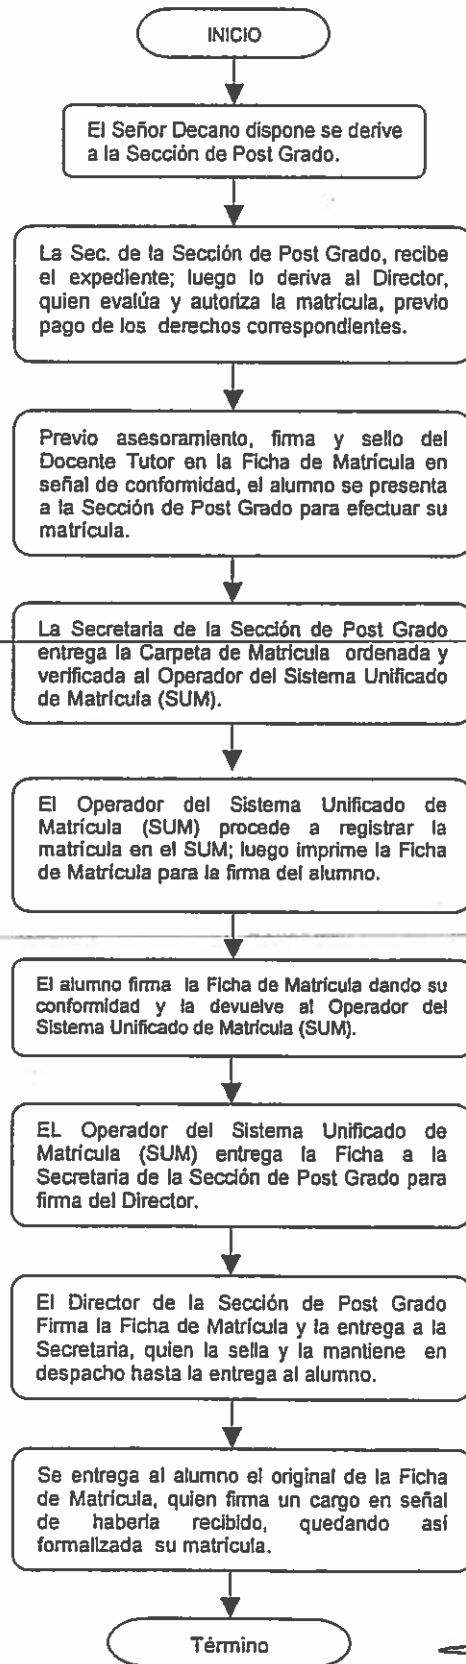 INICIO
El Señor Decano dispone se derive
a la Sección de Post Grado.
La Sec. de la Sección de Post Grado, recibe
el expediente; luego lo deriva al Director,
quien evalúa y autoriza la matrícula, previo
pago de los derechos correspondientes.
Previo asesoramiento, firma y sello del
Docente Tutor en la Ficha de Matrícula en
señal de conformidad, el alumno se presenta
a la Sección de Post Grado para efectuar su
matrícula.
La Secretaria de la Sección de Post Grado
entrega la Carpeta de Matricula ordenada y
verificada al Operador del Sistema Unificado
de Matrícula (SUM).
El Operador del Sistema Unificado de
Matrícula (SUM) procede a registrar la
matrícula en el SUM; luego imprime la Ficha
de Matrícula para la firma del alumno.
El alumno firma la Ficha de Matrícula dando su
conformidad y la devuelve al Operador del
Sistema Unificado de Matrícula (SUM).
EL Operador del Sistema Unificado de
Matrícula (SUM) entrega la Ficha a la
Secretaria de la Sección de Post Grado para
firma del Director.
El Director de la Sección de Post Grado
Firma la Ficha de Matrícula y la entrega a la
Secretaria, quien la sella y la mantiene en
despacho hasta la entrega al alumno.
Se entrega al alumno el original de la Ficha
de Matrícula, quien firma un cargo en señal
de haberla recibido, quedando así
formalizada su matrícula.
Término